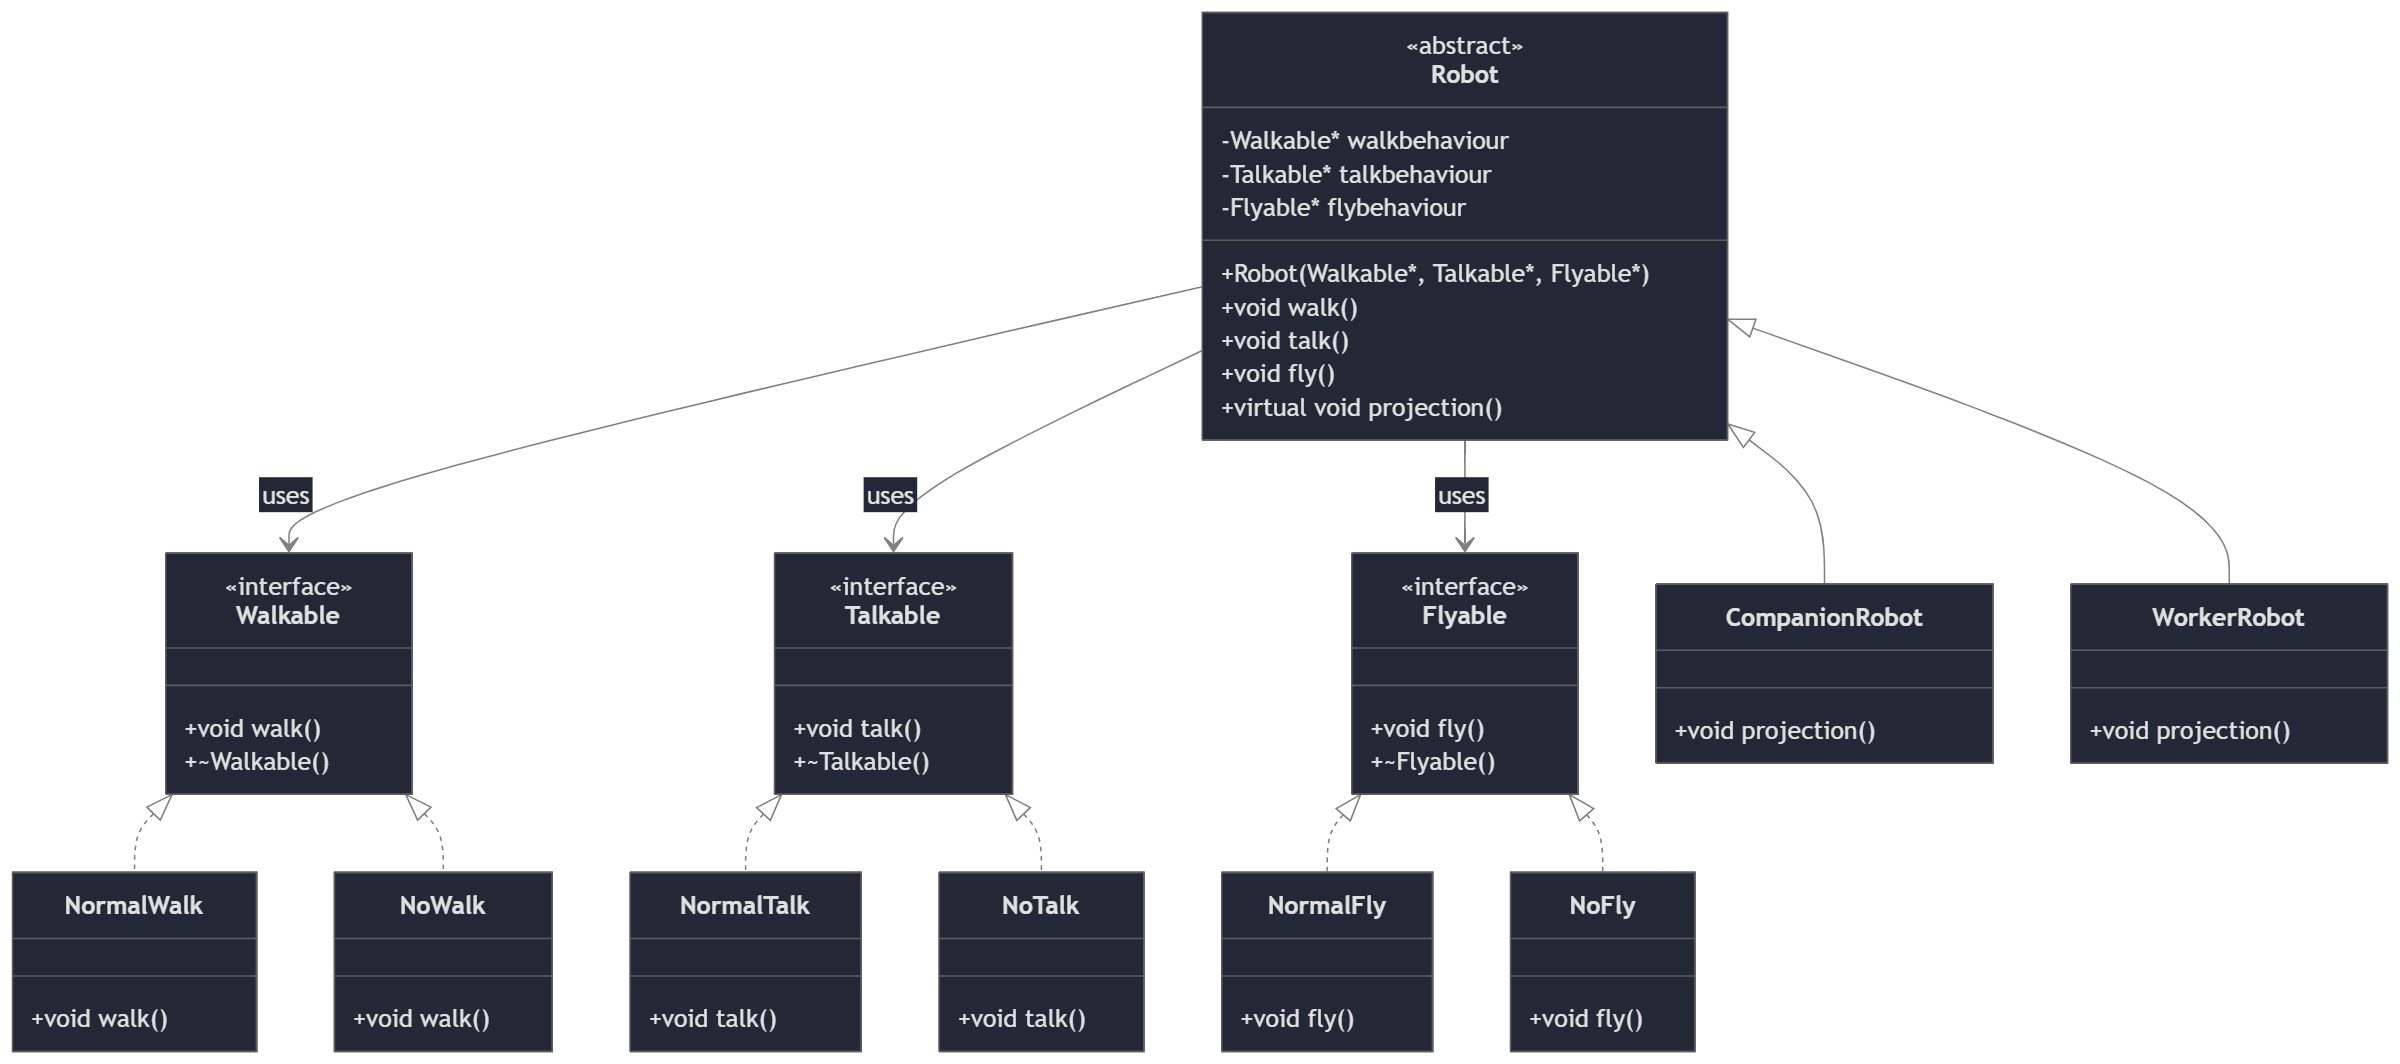 «abstract»
Robot
-Walkable* walkbehaviour
-Talkable* talkbehaviour
-Flyable* flybehaviour
+Robot(Walkable*, Talkable*, Flyable*)
+void walk()
+void talk()
+void fly()
+virtual void projection()
uses
uses
uses
«interface»
Walkable
+void walk()
+~Walkable()
«interface»
Talkable
+void talk()
+~Talkable()
«interface»
Flyable
+void fly()
+~Flyable()
CompanionRobot
+void projection()
WorkerRobot
+void projection()
NormalWalk
+void walk()
NoWalk
+void walk()
NormalTalk
+void talk()
NoTalk
+void talk()
NormalFly
+void fly()
NoFly
+void fly()